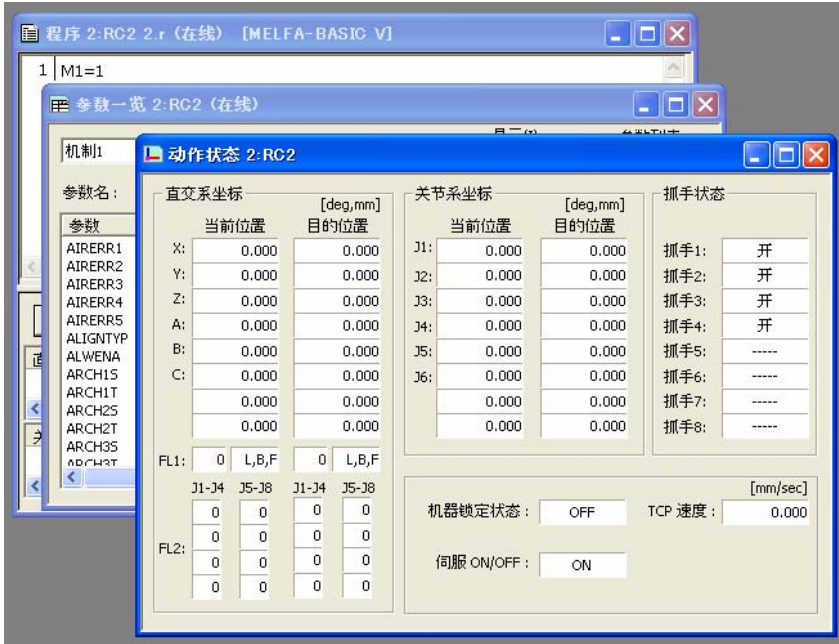 程序 2:RC2 2.r (在线) [MELFA-BASIC V]
1 M1=1
参数一览 2:RC2 (在线)
机制1
参数名：
参数
AIRERR1
AIRERR2
AIRERR3
AIRERR4
AIRERR5
ALIGNTYP
ALWENA
ARCH1S
ARCH1T
ARCH2S
ARCH2T
ARCH3S
ARCH3T
动作状态 2:RC2
直交系坐标
[deg,mm]
当前位置 目的位置
X: 0.000 0.000
Y: 0.000 0.000
Z: 0.000 0.000
A: 0.000 0.000
B: 0.000 0.000
C: 0.000 0.000
0.000 0.000
0.000 0.000
FL1: 0 L,B,F 0 L,B,F
J1-J4 J5-J8 J1-J4 J5-J8
FL2:
0 0 0 0
0 0 0 0
0 0 0 0
0 0 0 0
关节系坐标
[deg,mm]
当前位置 目的位置
J1: 0.000 0.000
J2: 0.000 0.000
J3: 0.000 0.000
J4: 0.000 0.000
J5: 0.000 0.000
J6: 0.000 0.000
0.000 0.000
0.000 0.000
抓手状态
抓手1: 开
抓手2: 开
抓手3: 开
抓手4: 开
抓手5: -----
抓手6: -----
抓手7: -----
抓手8: -----
[mm/sec]
机器锁定状态： OFF TCP 速度： 0.000
伺服 ON/OFF： ON